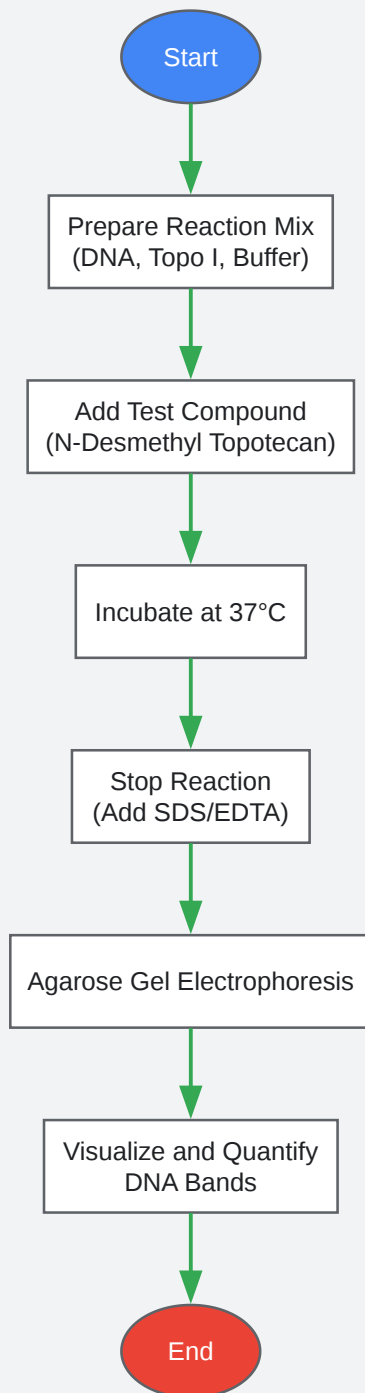 Start
Prepare Reaction Mix
(DNA, Topo I, Buffer)
Add Test Compound
(N-Desmethyl Topotecan)
Incubate at 37°C
Stop Reaction
(Add SDS/EDTA)
Agarose Gel Electrophoresis
Visualize and Quantify
DNA Bands
End